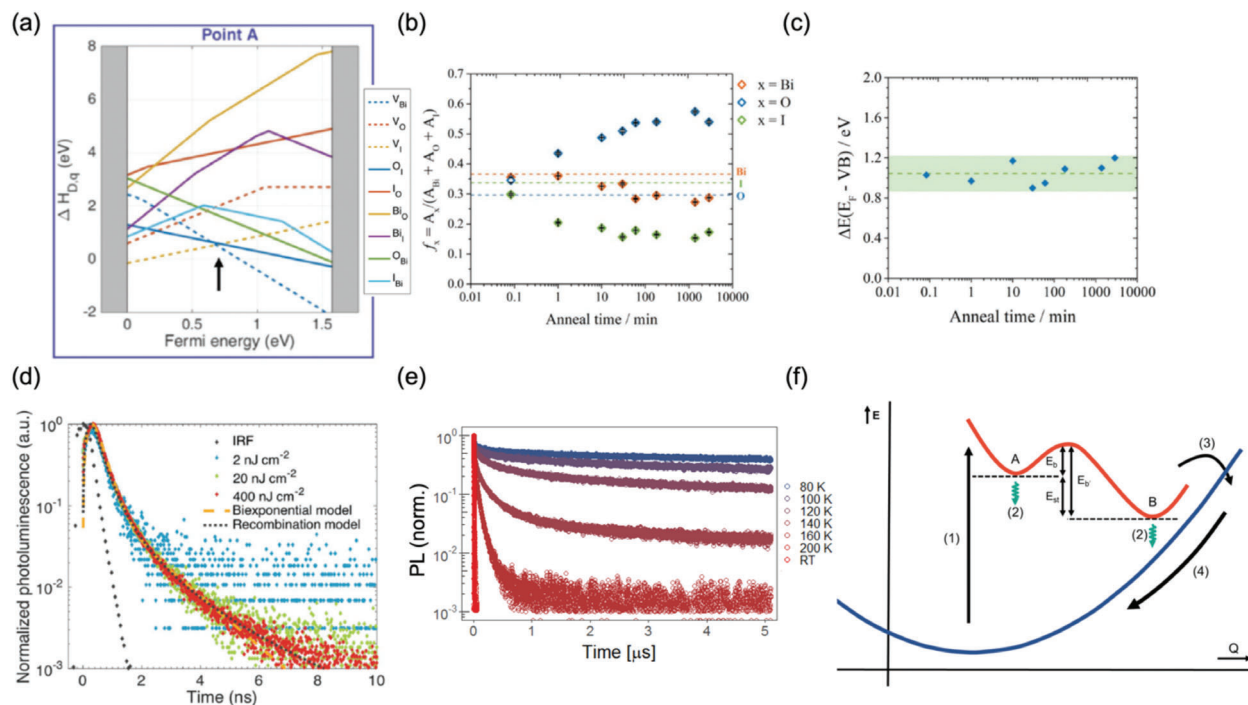 (a)
Point A
Δ H_D,q (eV)
8
6
4
2
0
-2
0
0.5
1
1.5
Fermi energy (eV)
V_Bi
V_O
V_I
O_I
I_O
Bi_O
Bi_I
O_Bi
I_Bi
(b)
f_x = A_x/(A_Bi + A_O + A_I)
0.7
0.6
0.5
0.4
0.3
0.2
0.1
0.0
0.01 0.1 1 10 100 1000 10000
Anneal time / min
x = Bi
x = O
x = I
Bi
I
O
(c)
ΔE(E_F - VB) / eV
2.0
1.6
1.2
0.8
0.4
0.0
0.01 0.1 1 10 100 1000 10000
Anneal time / min
(d)
Normalized photoluminescence (a.u.)
10^0
10^-1
10^-2
10^-3
0 2 4 6 8 10
Time (ns)
IRF
2 nJ cm^-2
20 nJ cm^-2
400 nJ cm^-2
Biexponential model
Recombination model
(e)
PL (norm.)
10^0
10^-1
10^-2
10^-3
0 1 2 3 4 5
Time [µs]
80 K
100 K
120 K
140 K
160 K
200 K
RT
(f)
E
A
B
E_b
E_b'
E_st
(1)
(2)
(2)
(3)
(4)
Q